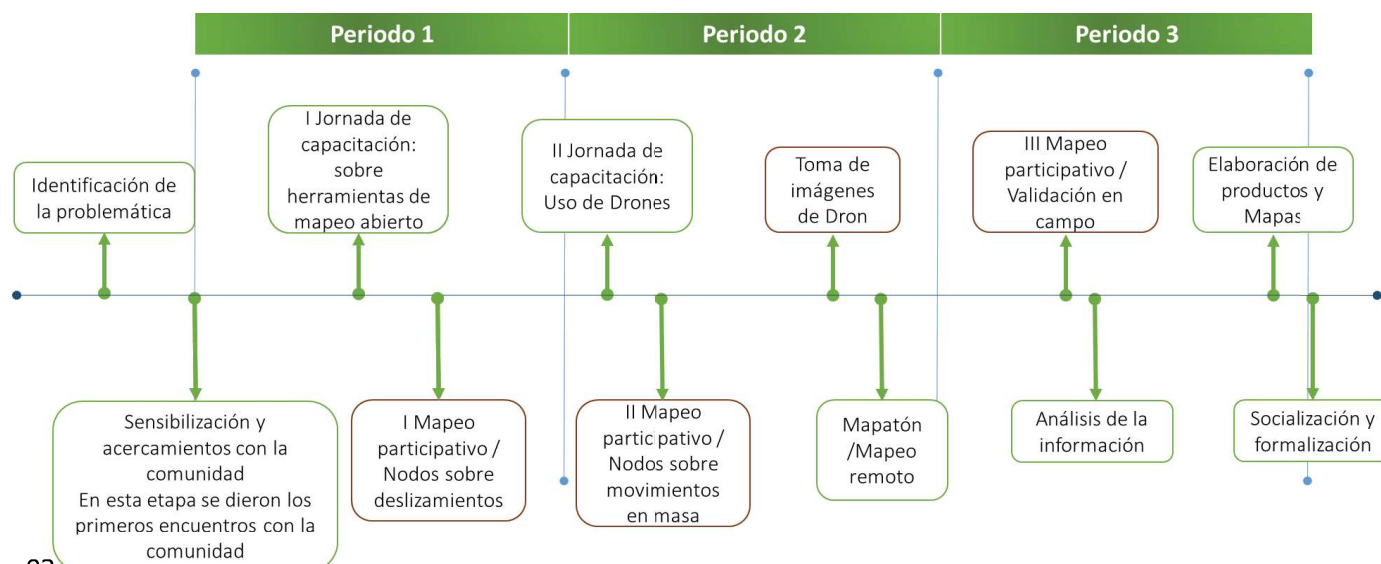 Periodo 1
Periodo 2
Periodo 3
Identificación de
la problemática
I Jornada de
capacitación:
sobre
herramientas de
mapeo abierto
II Jornada de
capacitación:
Uso de Drones
Toma de
imágenes
de Dron
III Mapeo
participativo /
Validación en
campo
Elaboración de
productos y
Mapas
Sensibilización y
acercamientos con la
comunidad
En esta etapa se dieron los
primeros encuentros con la
comunidad
I Mapeo
participativo /
Nodos sobre
deslizamientos
II Mapeo
participativo /
Nodos sobre
movimientos
en masa
Mapatón
/Mapeo
remoto
Análisis de la
información
Socialización y
formalización